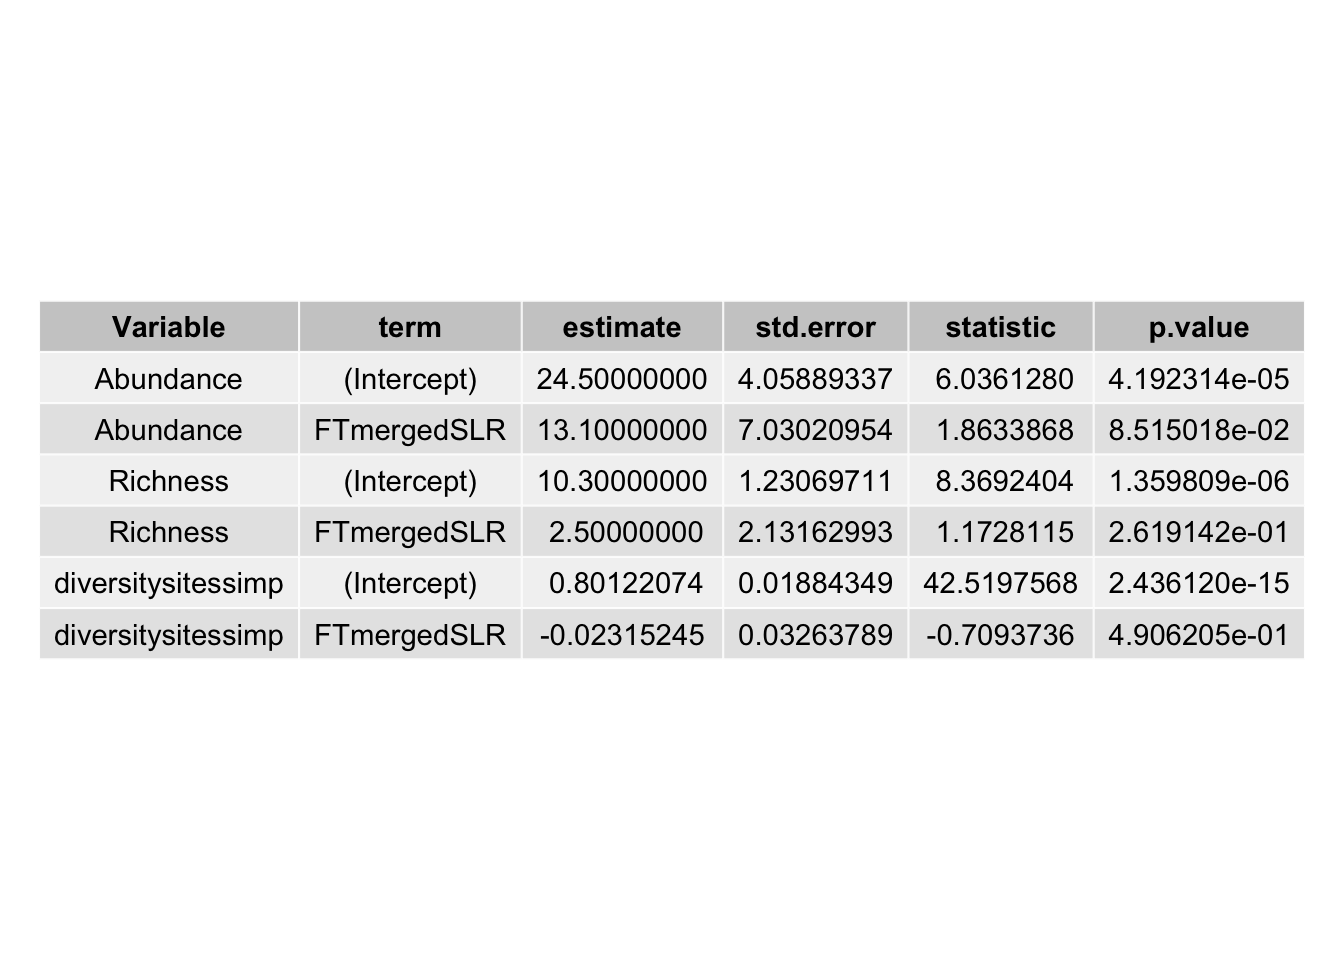 Variable term estimate std.error statistic p.value
Abundance (Intercept) 24.50000000 4.05889337 6.0361280 4.192314e-05
Abundance FTmergedSLR 13.10000000 7.03020954 1.8633868 8.515018e-02
Richness (Intercept) 10.30000000 1.23069711 8.3692404 1.359809e-06
Richness FTmergedSLR 2.50000000 2.13162993 1.1728115 2.619142e-01
diversitysitessimp (Intercept) 0.80122074 0.01884349 42.5197568 2.436120e-15
diversitysitessimp FTmergedSLR -0.02315245 0.03263789 -0.7093736 4.906205e-01